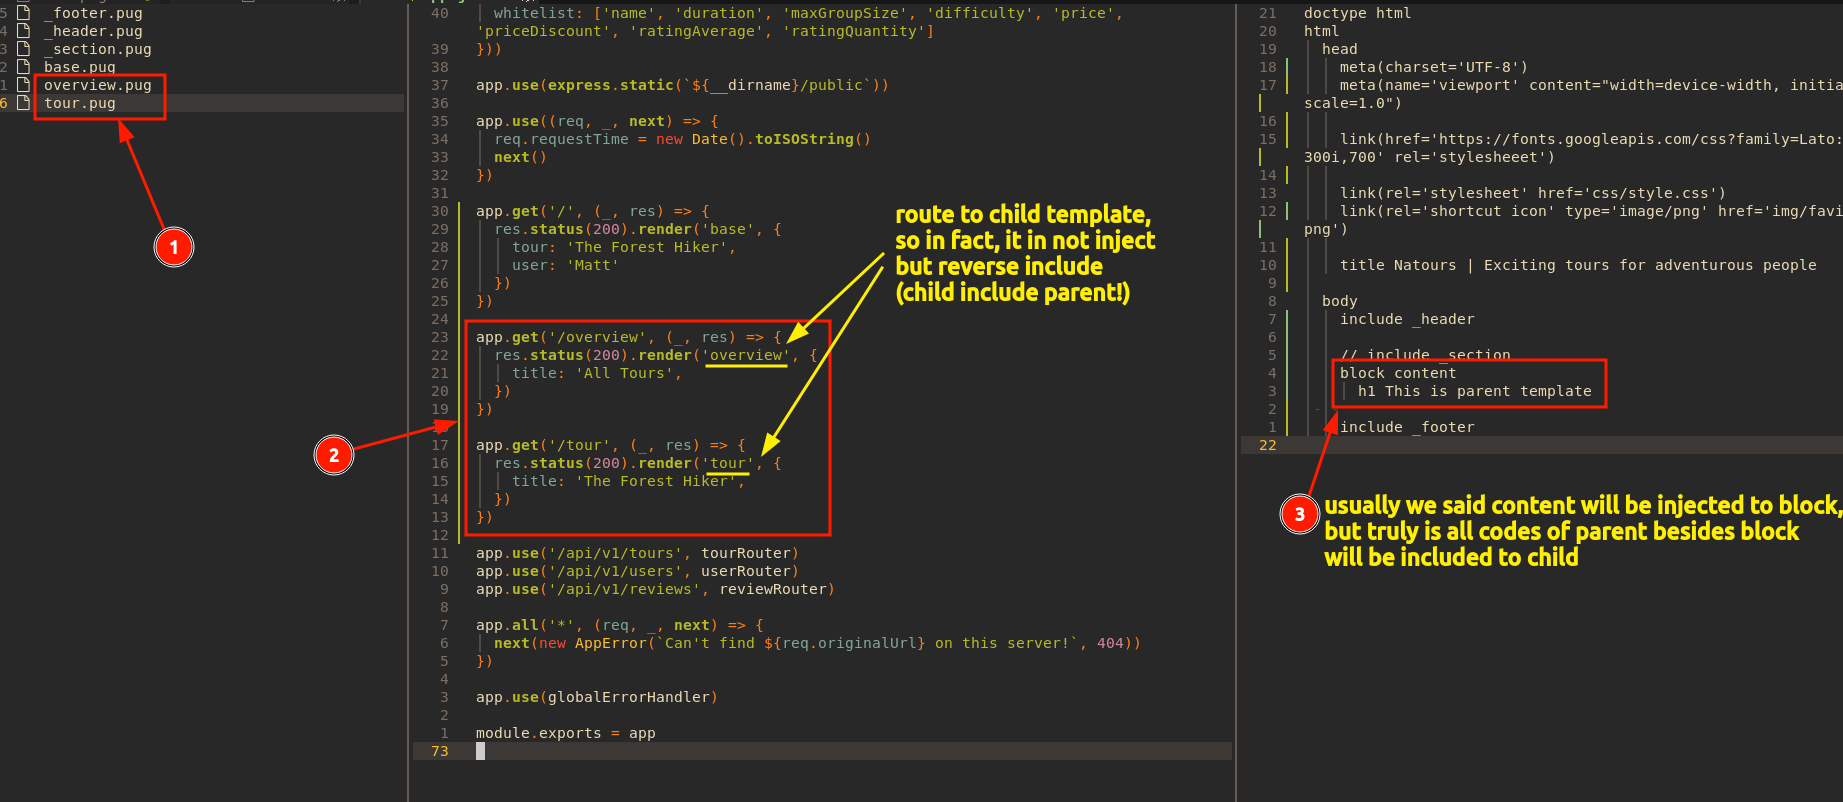 5 _footer.pug
4 _header.pug
3 _section.pug
2 base.pug
1 overview.pug
6 tour.pug
1
40 whitelist: ['name', 'duration', 'maxGroupSize', 'difficulty', 'price',
'priceDiscount', 'ratingAverage', 'ratingQuantity']
39 }))
38
37 app.use(express.static(`${__dirname}/public`))
36
35 app.use((req, _, next) => {
34 req.requestTime = new Date().toISOString()
33 next()
32 })
31
30 app.get('/', (_, res) => {
29 res.status(200).render('base', {
28 tour: 'The Forest Hiker',
27 user: 'Matt'
26 })
25 })
24
23 app.get('/overview', (_, res) => {
22 res.status(200).render('overview', {
21 title: 'All Tours',
20 })
19 })
17 app.get('/tour', (_, res) => {
16 res.status(200).render('tour', {
15 title: 'The Forest Hiker',
14 })
13 })
12
11 app.use('/api/v1/tours', tourRouter)
10 app.use('/api/v1/users', userRouter)
9 app.use('/api/v1/reviews', reviewRouter)
8
7 app.all('*', (req, _, next) => {
6 next(new AppError(`Can't find ${req.originalUrl} on this server!`, 404))
5 })
4
3 app.use(globalErrorHandler)
2
1 module.exports = app
73
2
route to child template,
so in fact, it in not inject
but reverse include
(child include parent!)
21 doctype html
20 html
19 head
18 meta(charset='UTF-8')
17 meta(name='viewport' content="width=device-width, initia
scale=1.0")
16
15 link(href='https://fonts.googleapis.com/css?family=Lato:
300i,700' rel='stylesheeet')
14
13 link(rel='stylesheet' href='css/style.css')
12 link(rel='shortcut icon' type='image/png' href='img/favi
png')
11
10 title Natours | Exciting tours for adventurous people
9
8 body
7 include _header
6
5 // include _section
4 block content
3 h1 This is parent template
2
1 include _footer
22
3
usually we said content will be injected to block,
but truly is all codes of parent besides block
will be included to child